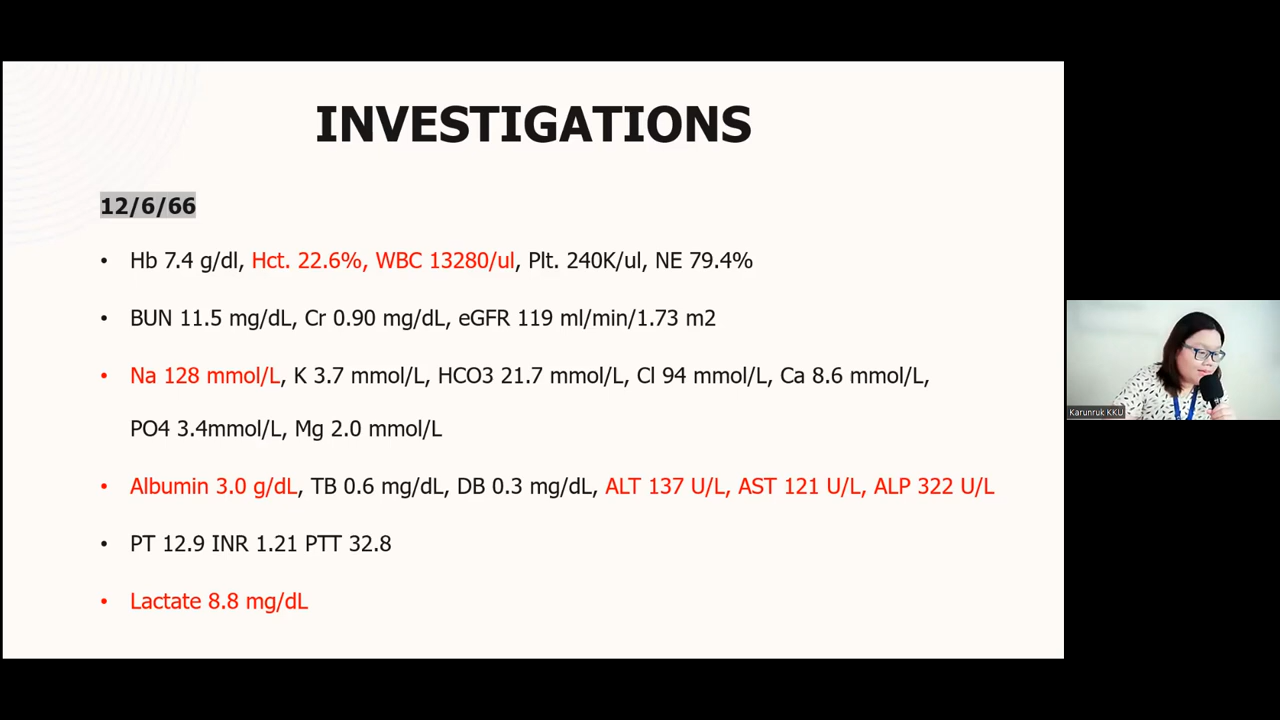 INVESTIGATIONS
12/6/66
• Hb 7.4 g/dl, Hct. 22.6%, WBC 13280/ul, Plt. 240K/ul, NE 79.4%
• BUN 11.5 mg/dL, Cr 0.90 mg/dL, eGFR 119 ml/min/1.73 m2
• Na 128 mmol/L, K 3.7 mmol/L, HCO3 21.7 mmol/L, Cl 94 mmol/L, Ca 8.6 mmol/L,
PO4 3.4mmol/L, Mg 2.0 mmol/L
• Albumin 3.0 g/dL, TB 0.6 mg/dL, DB 0.3 mg/dL, ALT 137 U/L, AST 121 U/L, ALP 322 U/L
• PT 12.9 INR 1.21 PTT 32.8
• Lactate 8.8 mg/dL
Karunruk KKU